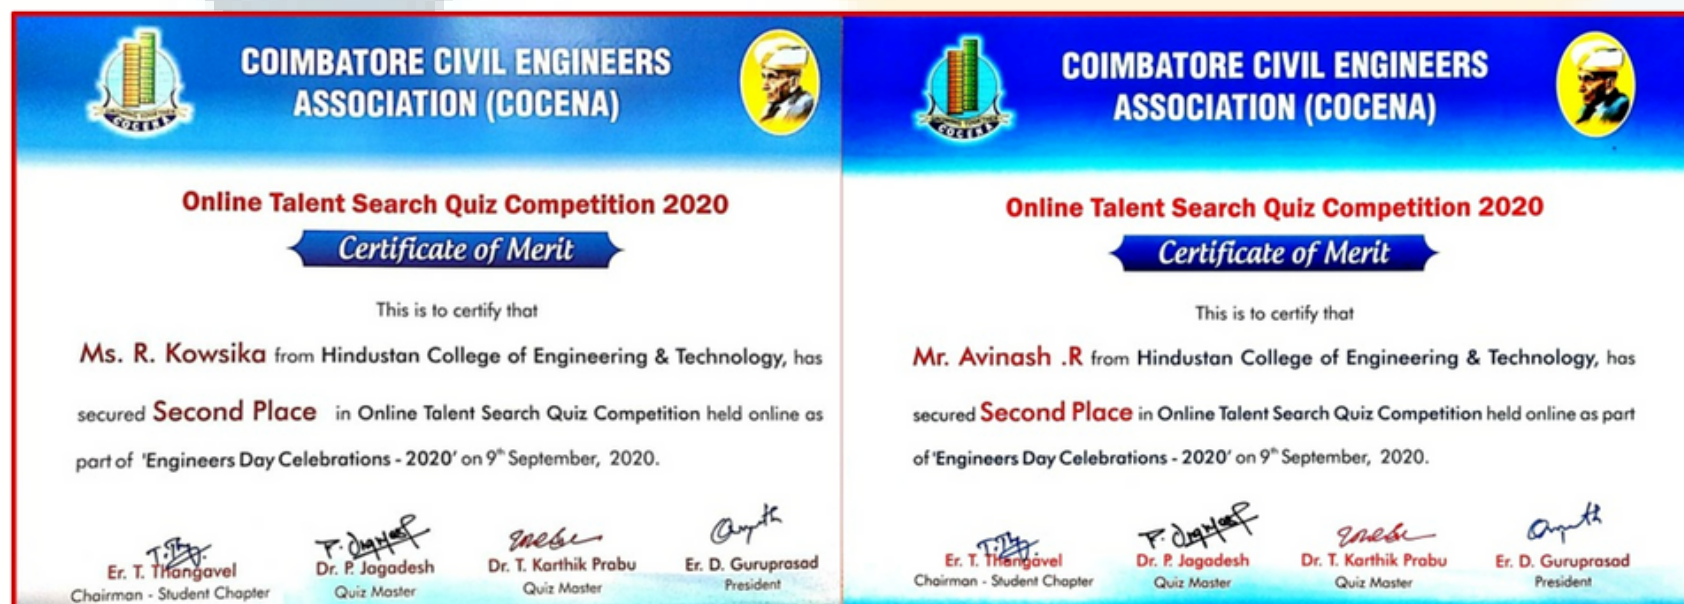 COIMBATORE CIVIL ENGINEERS
ASSOCIATION (COCENA)
COCENA
Online Talent Search Quiz Competition 2020
Certificate of Merit
This is to certify that
Ms. R. Kowsika from Hindustan College of Engineering & Technology, has
secured Second Place in Online Talent Search Quiz Competition held online as
part of 'Engineers Day Celebrations - 2020' on 9th September, 2020.
Er. T. Thangavel
Chairman - Student Chapter
Dr. P. Jagadesh
Quiz Master
Dr. T. Karthik Prabu
Quiz Master
Er. D. Guruprasad
President
COIMBATORE CIVIL ENGINEERS
ASSOCIATION (COCENA)
COCENA
Online Talent Search Quiz Competition 2020
Certificate of Merit
This is to certify that
Mr. Avinash .R from Hindustan College of Engineering & Technology, has
secured Second Place in Online Talent Search Quiz Competition held online as part
of 'Engineers Day Celebrations - 2020' on 9th September, 2020.
Er. T. Thangavel
Chairman - Student Chapter
Dr. P. Jagadesh
Quiz Master
Dr. T. Karthik Prabu
Quiz Master
Er. D. Guruprasad
President